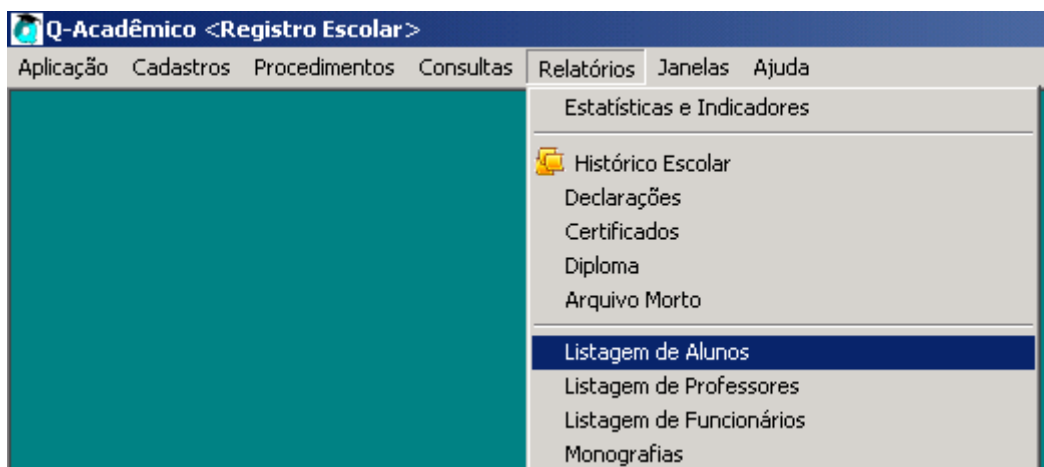 Q-Acadêmico <Registro Escolar>
Aplicação Cadastros Procedimentos Consultas Relatórios Janelas Ajuda
Estatísticas e Indicadores
Histórico Escolar
Declarações
Certificados
Diploma
Arquivo Morto
Listagem de Alunos
Listagem de Professores
Listagem de Funcionários
Monografias